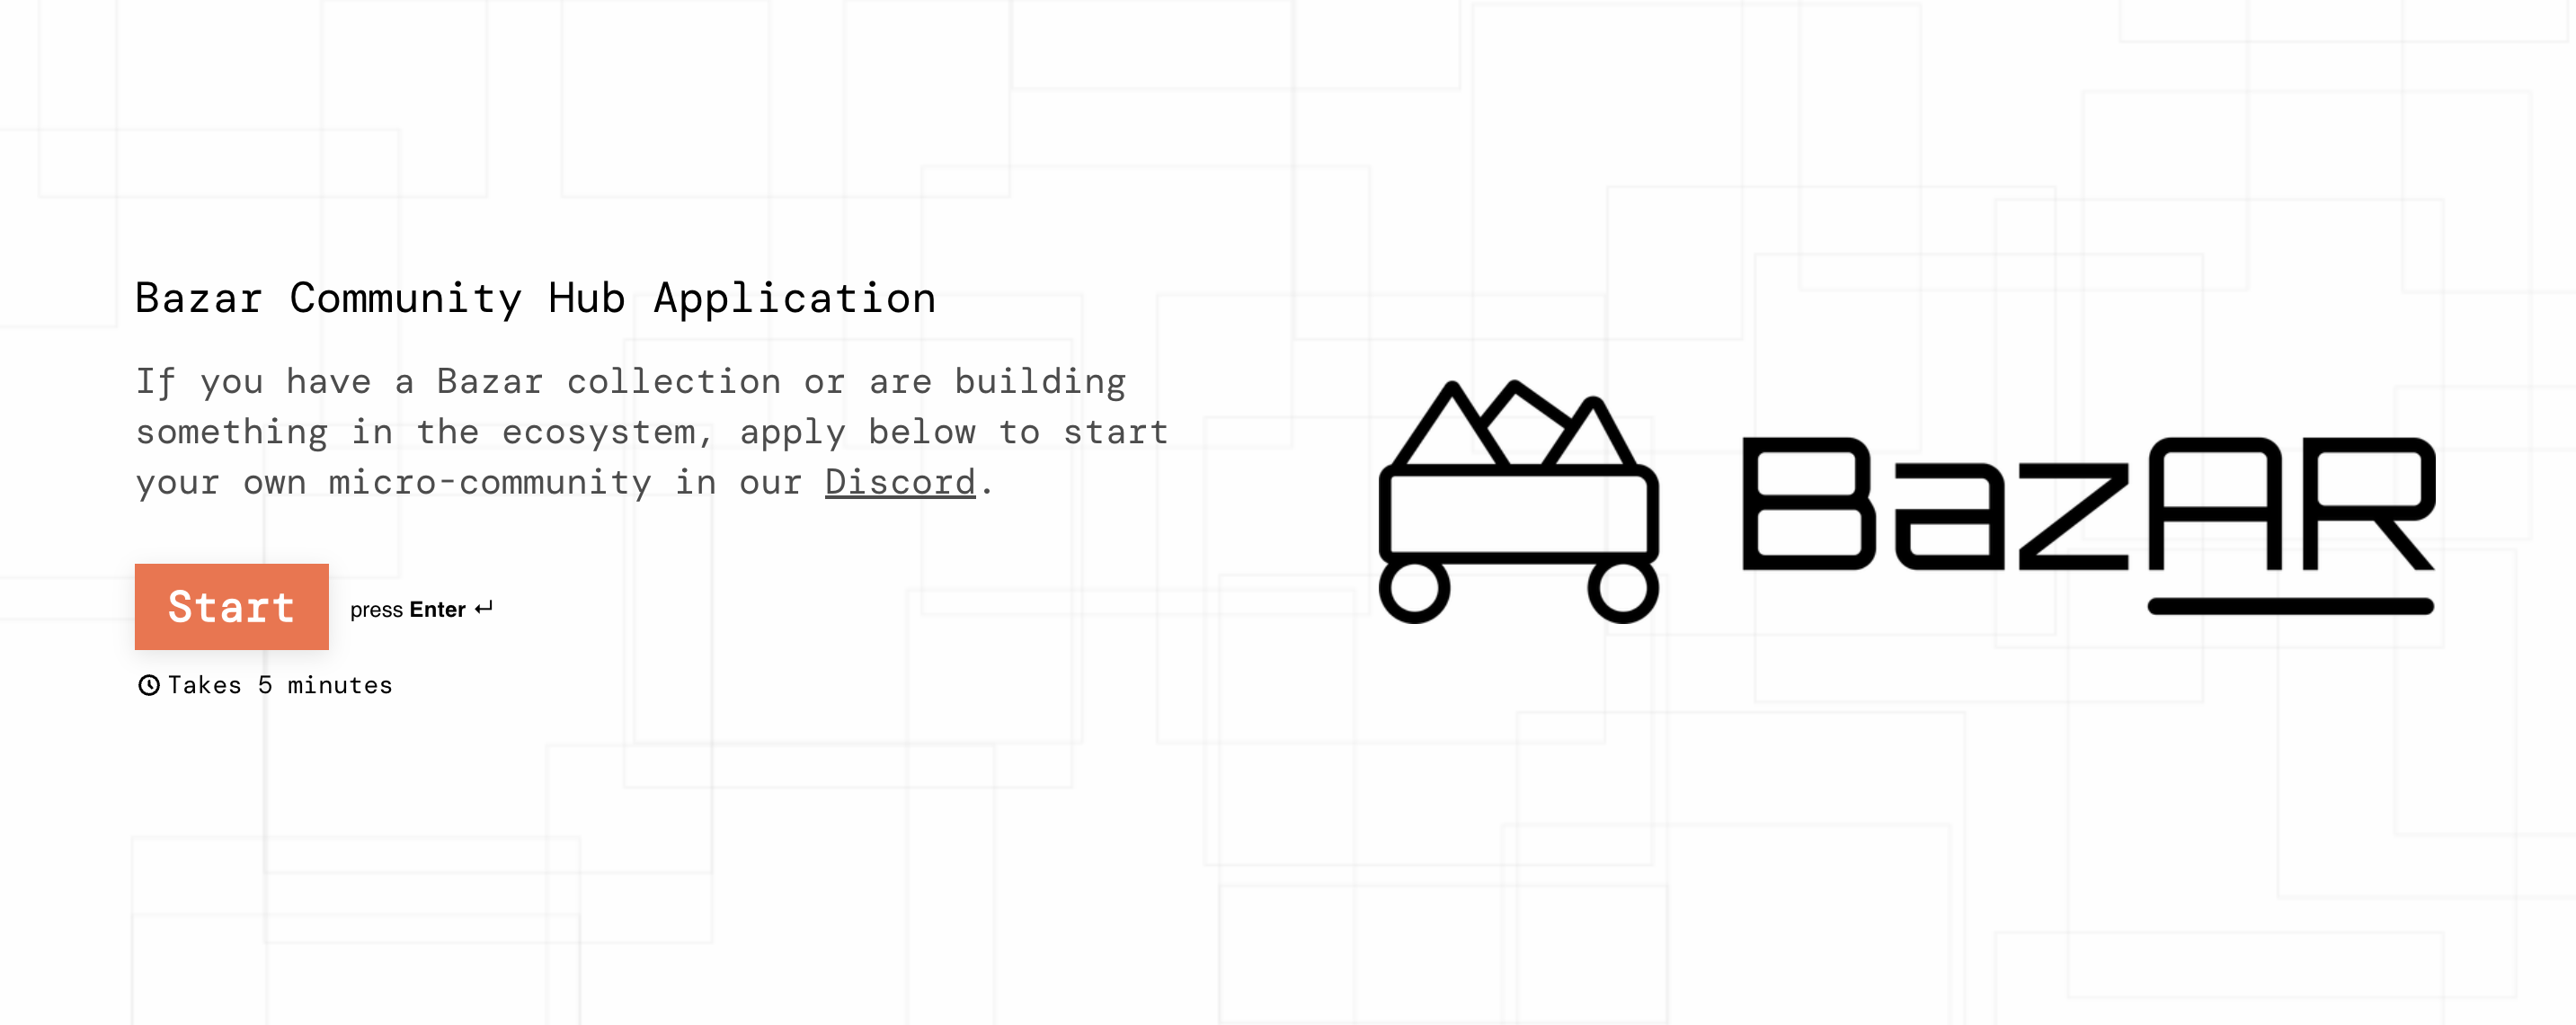 Bazar Community Hub Application
If you have a Bazar collection or are building
something in the ecosystem, apply below to start
your own micro-community in our Discord.
Start
press Enter ↵
Takes 5 minutes
BazAR